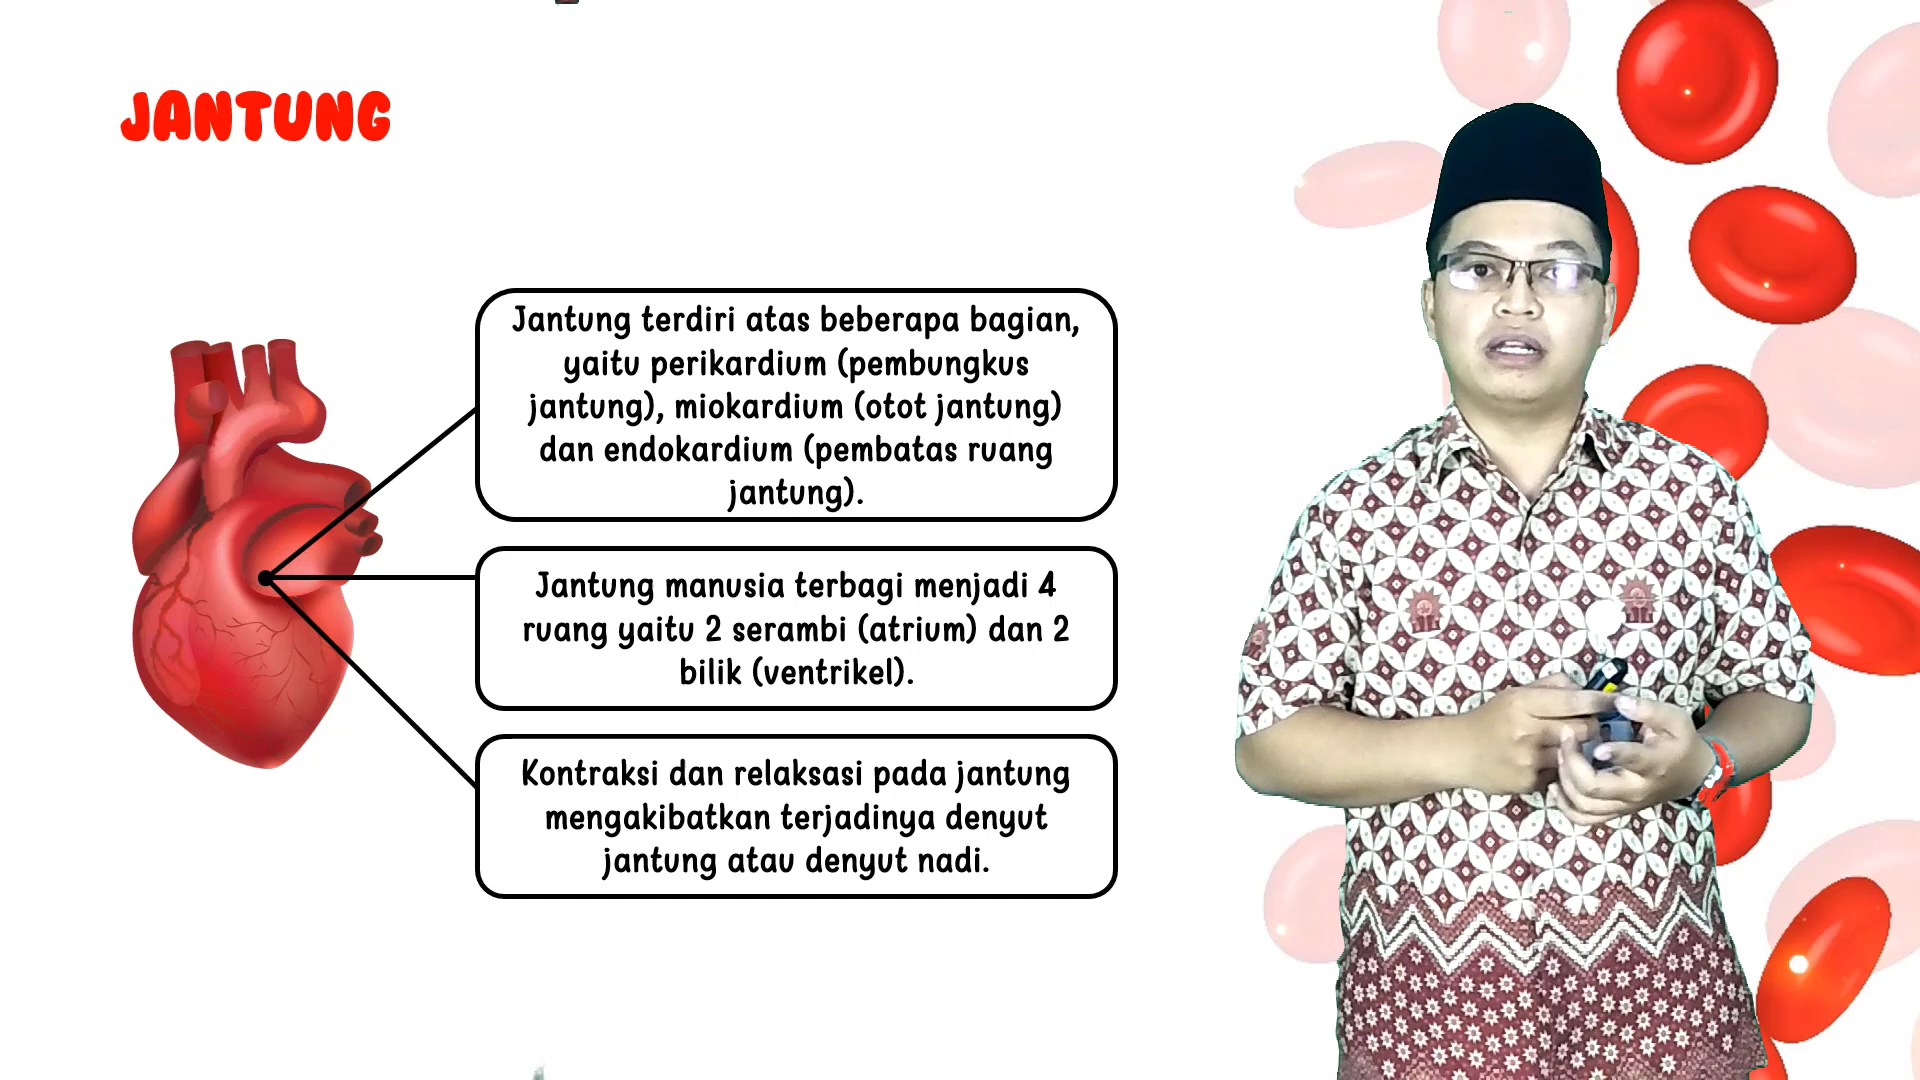 JANTUNG
Jantung terdiri atas beberapa bagian,
yaitu perikardium (pembungkus
jantung), miokardium (otot jantung)
dan endokardium (pembatas ruang
jantung).
Jantung manusia terbagi menjadi 4
ruang yaitu 2 serambi (atrium) dan 2
bilik (ventrikel).
Kontraksi dan relaksasi pada jantung
mengakibatkan terjadinya denyut
jantung atau denyut nadi.